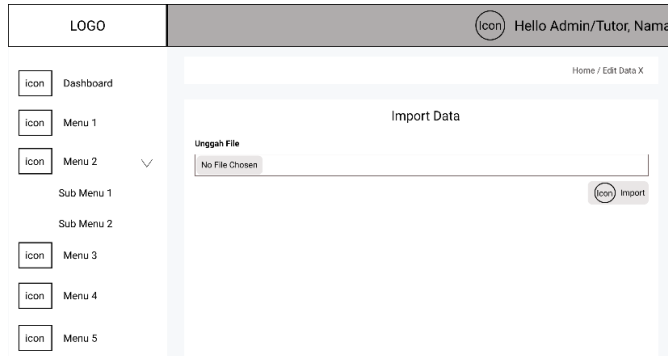 LOGO
Icon Hello Admin/Tutor, Nama
icon Dashboard
Home / Edit Data X
icon Menu 1
Import Data
Unggah File
No File Chosen
icon Menu 2
Sub Menu 1
Icon Import
Sub Menu 2
icon Menu 3
icon Menu 4
icon Menu 5